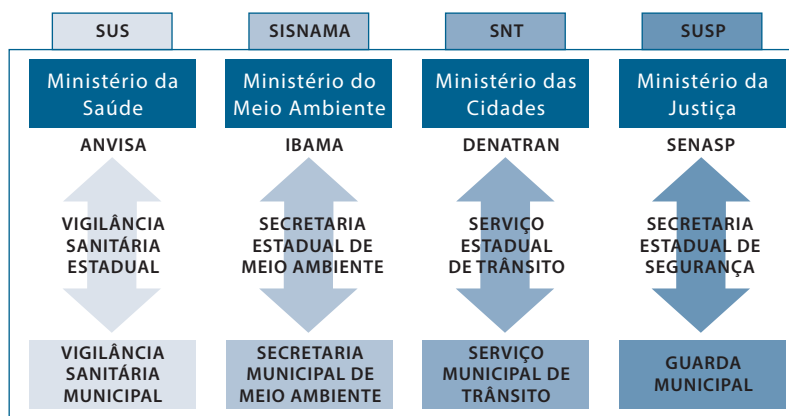 SUS
Ministério da
Saúde
ANVISA
VIGILÂNCIA
SANITÁRIA
ESTADUAL
VIGILÂNCIA
SANITÁRIA
MUNICIPAL
SISNAMA
Ministério do
Meio Ambiente
IBAMA
SECRETARIA
ESTADUAL DE
MEIO AMBIENTE
SECRETARIA
MUNICIPAL DE
MEIO AMBIENTE
SNT
Ministério das
Cidades
DENATRAN
SERVIÇO
ESTADUAL
DE TRÂNSITO
SERVIÇO
MUNICIPAL DE
TRÂNSITO
SUSP
Ministério da
Justiça
SENASP
SECRETARIA
ESTADUAL DE
SEGURANÇA
GUARDA
MUNICIPAL